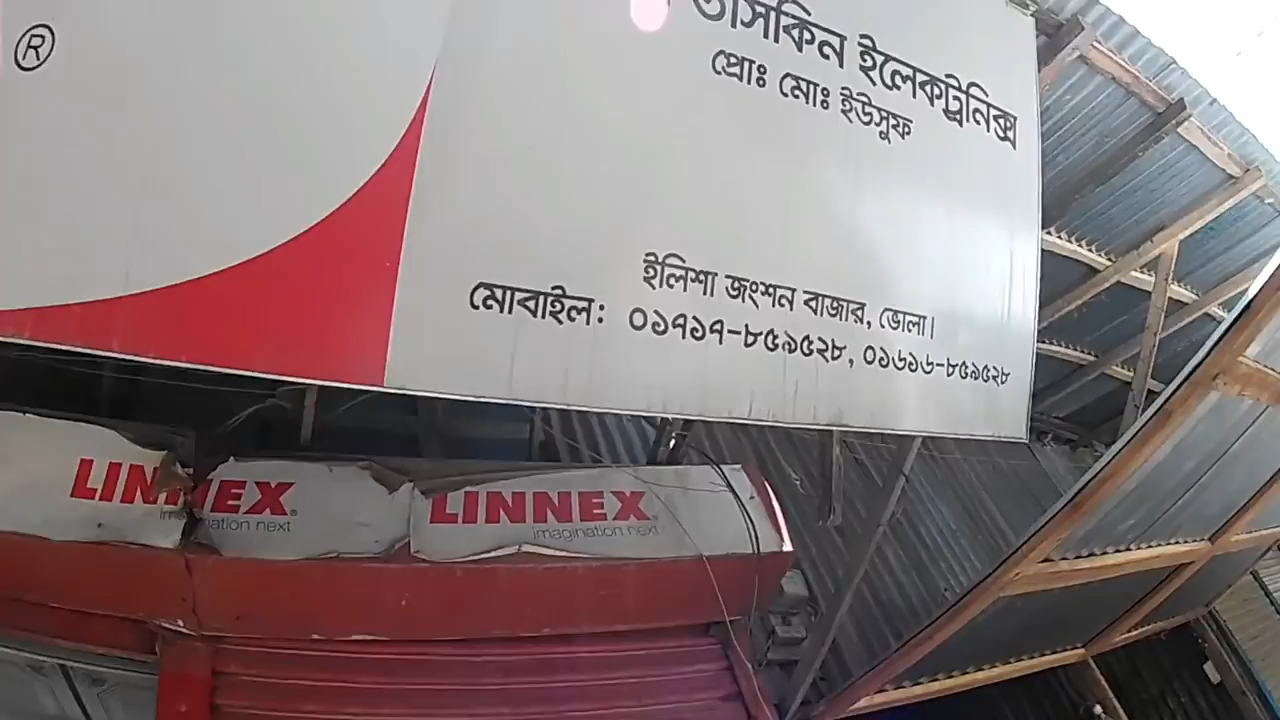 ®
তাসকিন ইলেকট্রনিক্স
প্রোঃ মোঃ ইউসুফ
ইলিশা জংশন বাজার, ভোলা।
মোবাইল: ০১৭১৭-৮৫৯৫২৮, ০১৬১৬-৮৫৯৫২৮
LINNEX®
imagination next
LINNEX®
imagination next